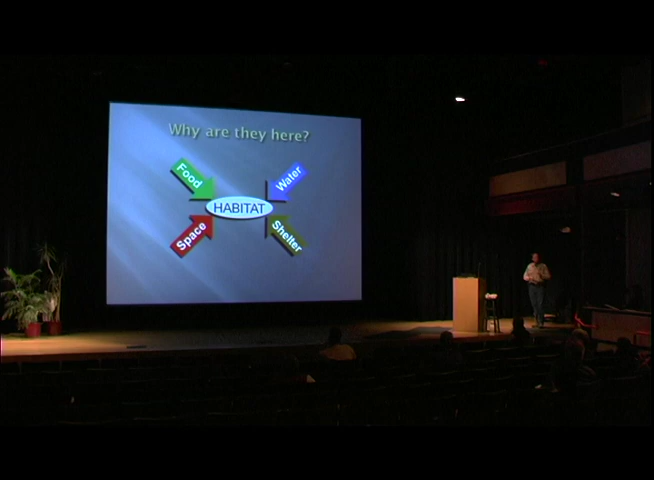 Why are they here?
Food
Water
HABITAT
Space
Shelter